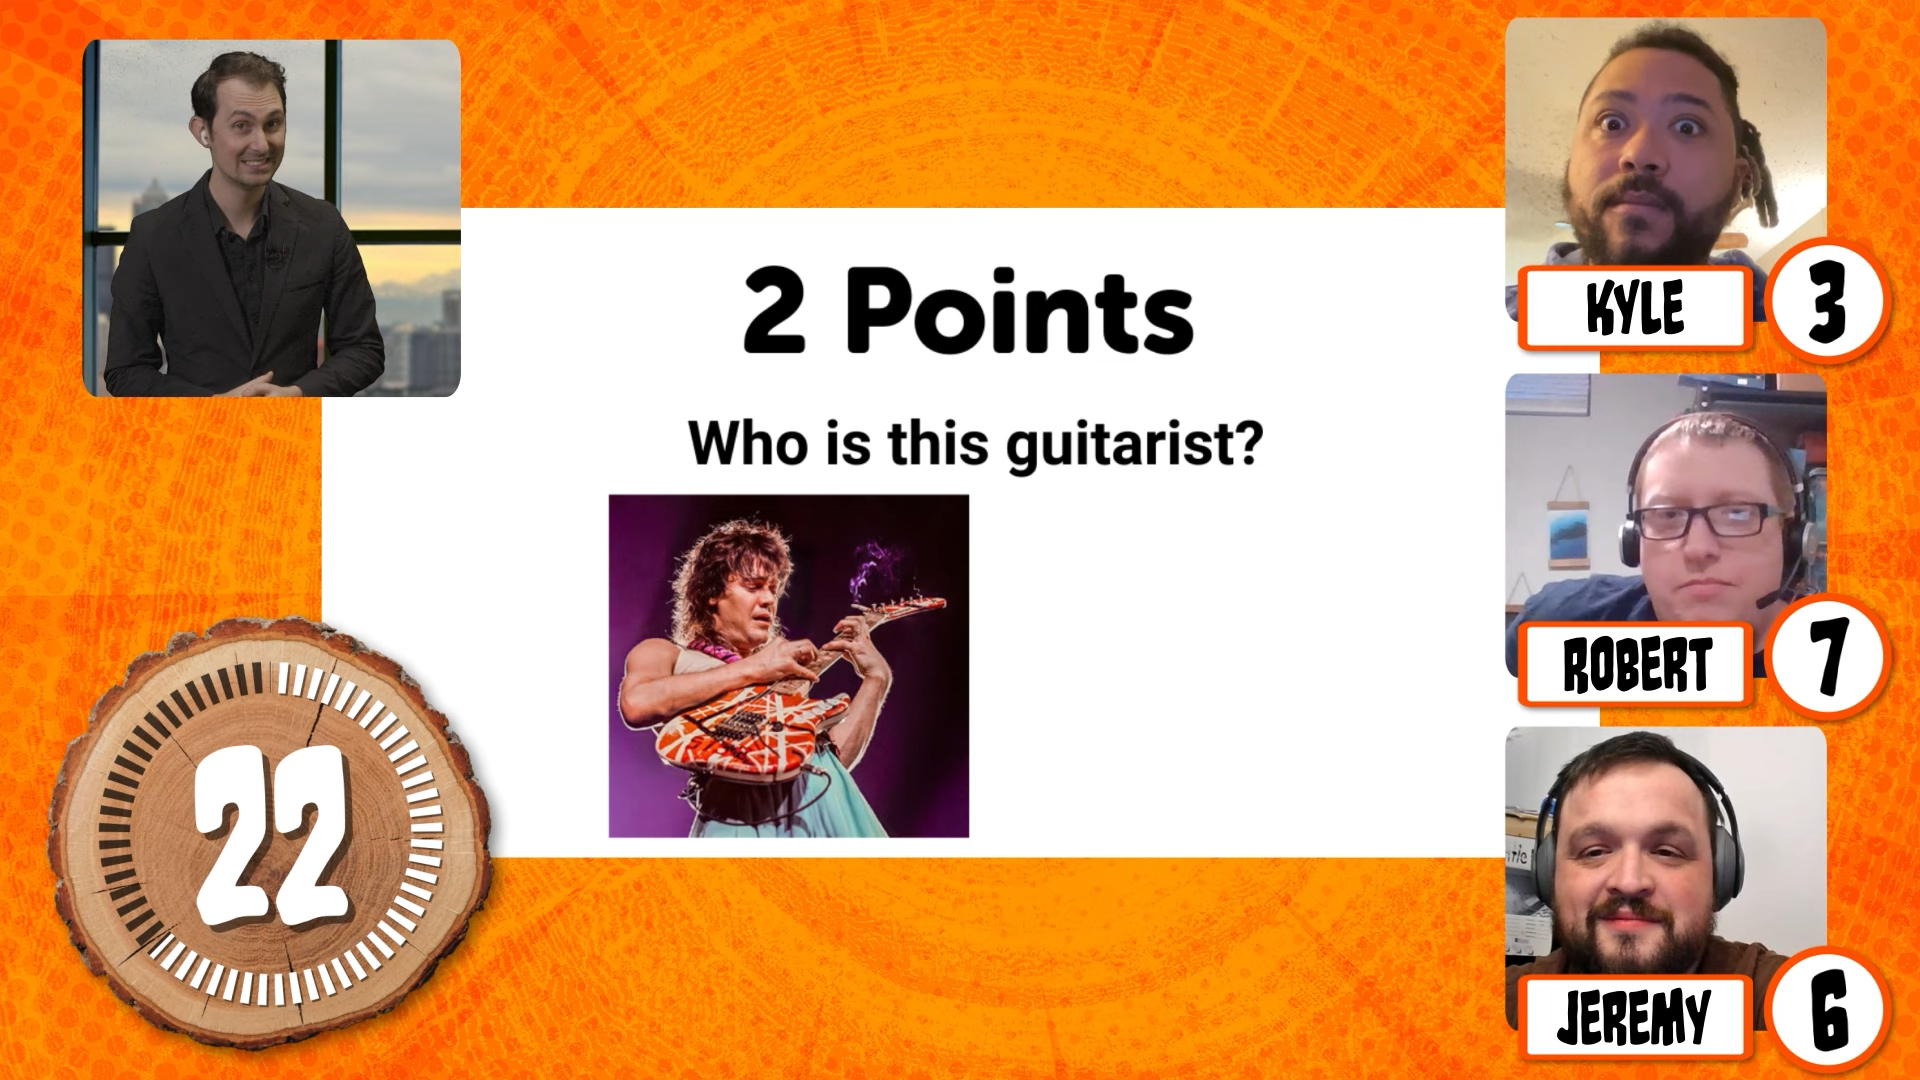 2 Points
Who is this guitarist?
KYLE
3
ROBERT
7
JEREMY
6
22